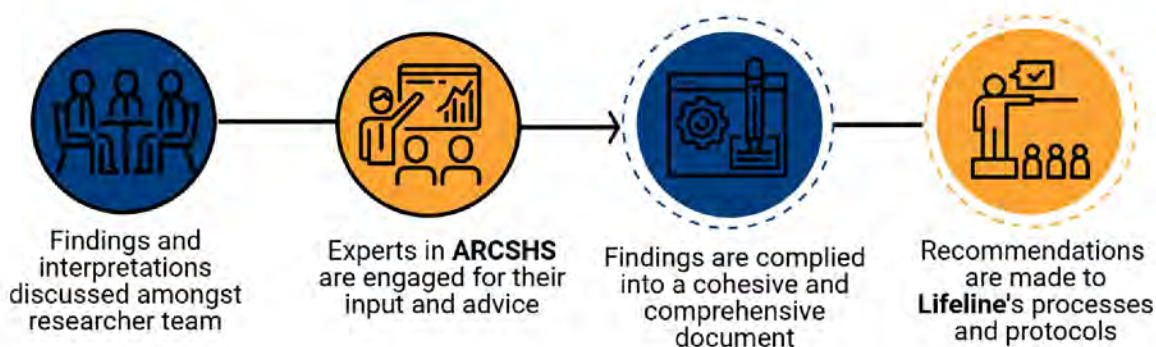 Findings and
interpretations
discussed amongst
researcher team
Experts in ARCSHS
are engaged for their
input and advice
Findings are complied
into a cohesive and
comprehensive
document
Recommendations
are made to
Lifeline's processes
and protocols